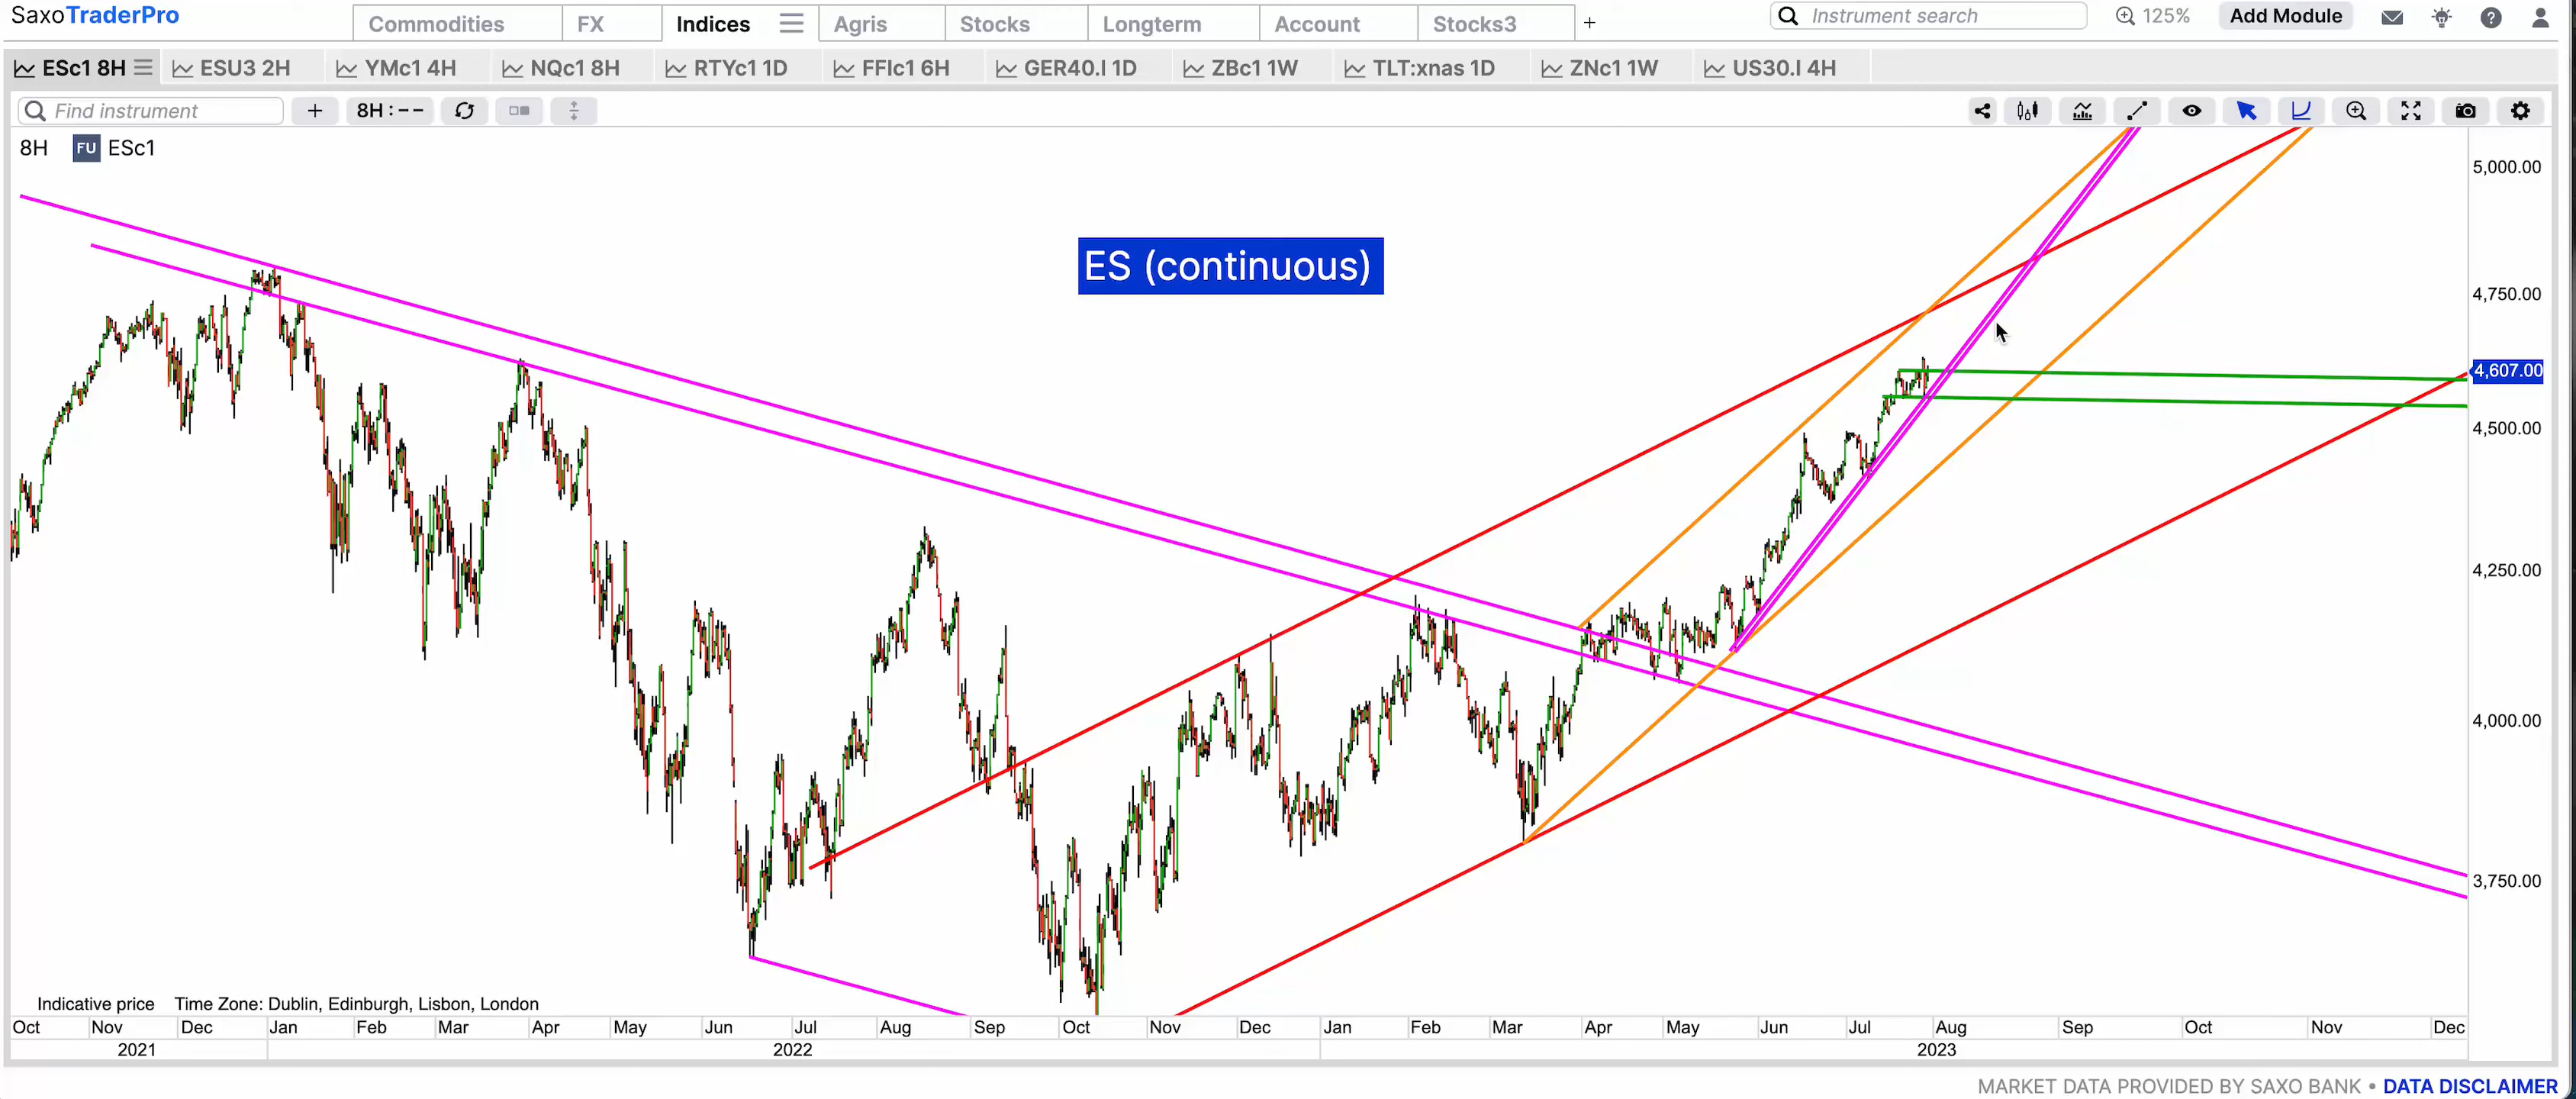 SaxoTraderPro
Commodities FX Indices Agris Stocks Longterm Account Stocks3 +
Instrument search 125% Add Module
ESc1 8H ESU3 2H YMc1 4H NQc1 8H RTYc1 1D FFIc1 6H GER40.I 1D ZBc1 1W TLT:xnas 1D ZNc1 1W US30.I 4H
Find instrument + 8H : --
8H FU ESc1
ES (continuous)
5,000.00
4,750.00
4,607.00
4,500.00
4,250.00
4,000.00
3,750.00
Indicative price Time Zone: Dublin, Edinburgh, Lisbon, London
Oct Nov Dec Jan Feb Mar Apr May Jun Jul Aug Sep Oct Nov Dec Jan Feb Mar Apr May Jun Jul Aug Sep Oct Nov Dec
2021 2022 2023
MARKET DATA PROVIDED BY SAXO BANK • DATA DISCLAIMER